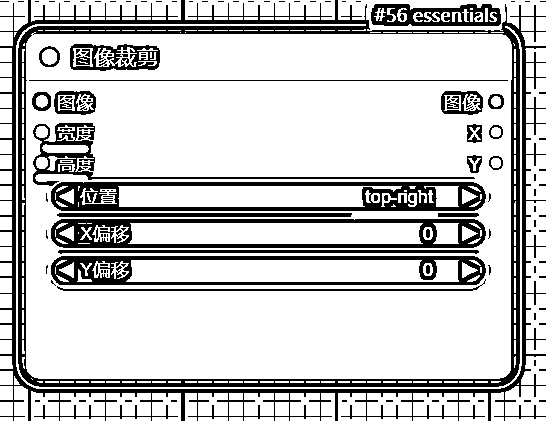 #56 essentials
图像裁剪
图像 图像
宽度 X
高度 Y
位置 top-right
X偏移 0
Y偏移 0